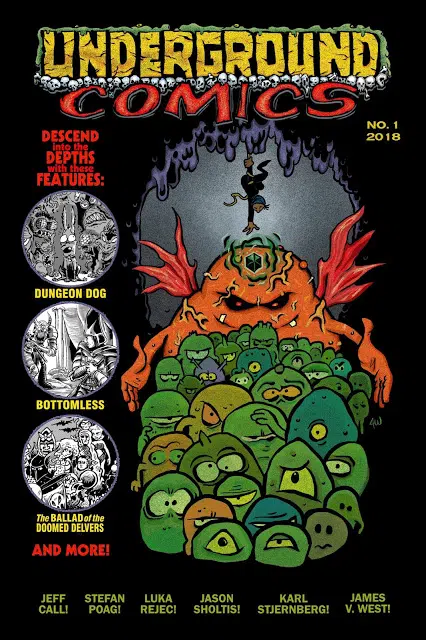 UNDERGROUND
COMICS
NO. 1
2018
DESCEND
into the
DEPTHS
with these
FEATURES:
DUNGEON DOG
BOTTOMLESS
The BALLAD of the
DOOMED DELVERS
AND MORE!
JEFF CALL!
STEFAN POAG!
LUKA REJEC!
JASON SHOLTIS!
KARL STJERNBERG!
JAMES V. WEST!